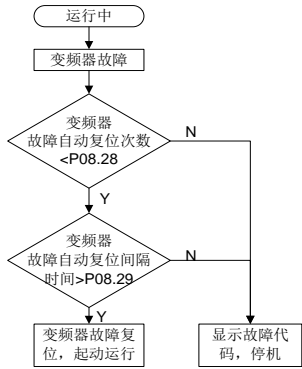 运行中
变频器故障
变频器
故障自动复位次数
<P08.28
N
Y
变频器
故障自动复位间隔
时间>P08.29
N
Y
变频器故障复
位，起动运行
显示故障代
码，停机